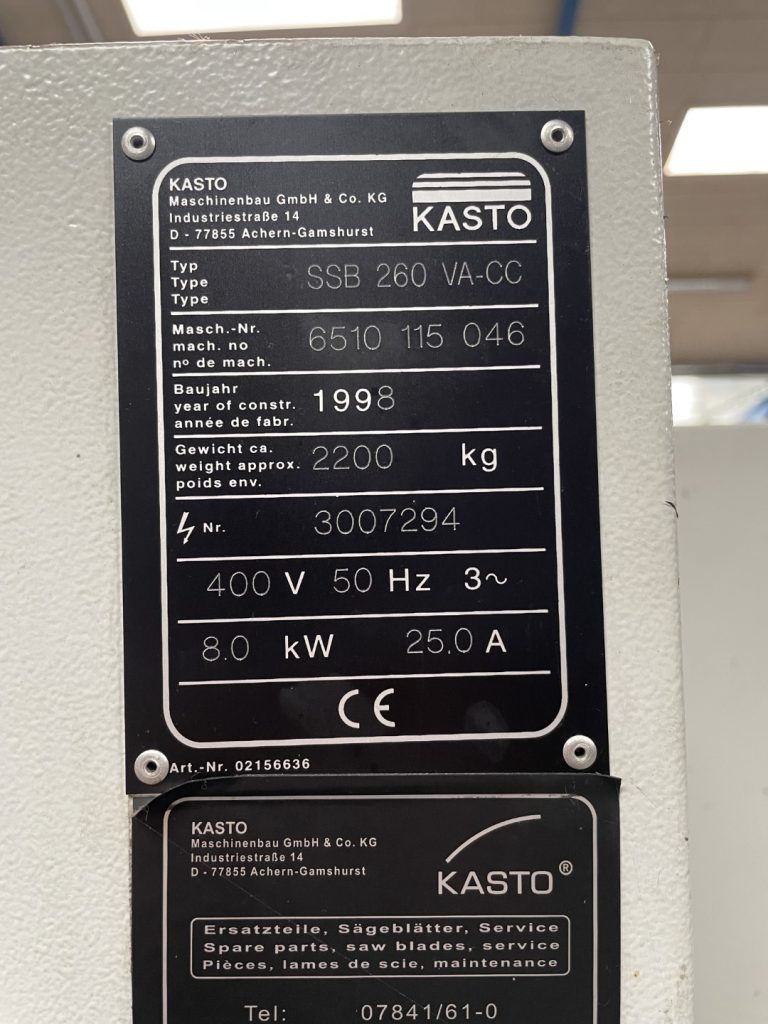 KASTO
Maschinenbau GmbH & Co. KG
Industriestraße 14
D - 77855 Achern-Gamshurst
KASTO
Typ
Type
Type
SSB 260 VA-CC
Masch.-Nr.
mach. no
nº de mach.
6510 115 046
Baujahr
year of constr.
année de fabr.
1998
Gewicht ca.
weight approx.
poids env.
2200 kg
Nr. 3007294
400 V 50 Hz 3~
8.0 kW 25.0 A
CE
Art.-Nr. 02156636
KASTO
Maschinenbau GmbH & Co. KG
Industriestraße 14
D - 77855 Achern-Gamshurst
KASTO®
Ersatzteile, Sägeblätter, Service
Spare parts, saw blades, service
Pièces, lames de scie, maintenance
Tel: 07841/61-0